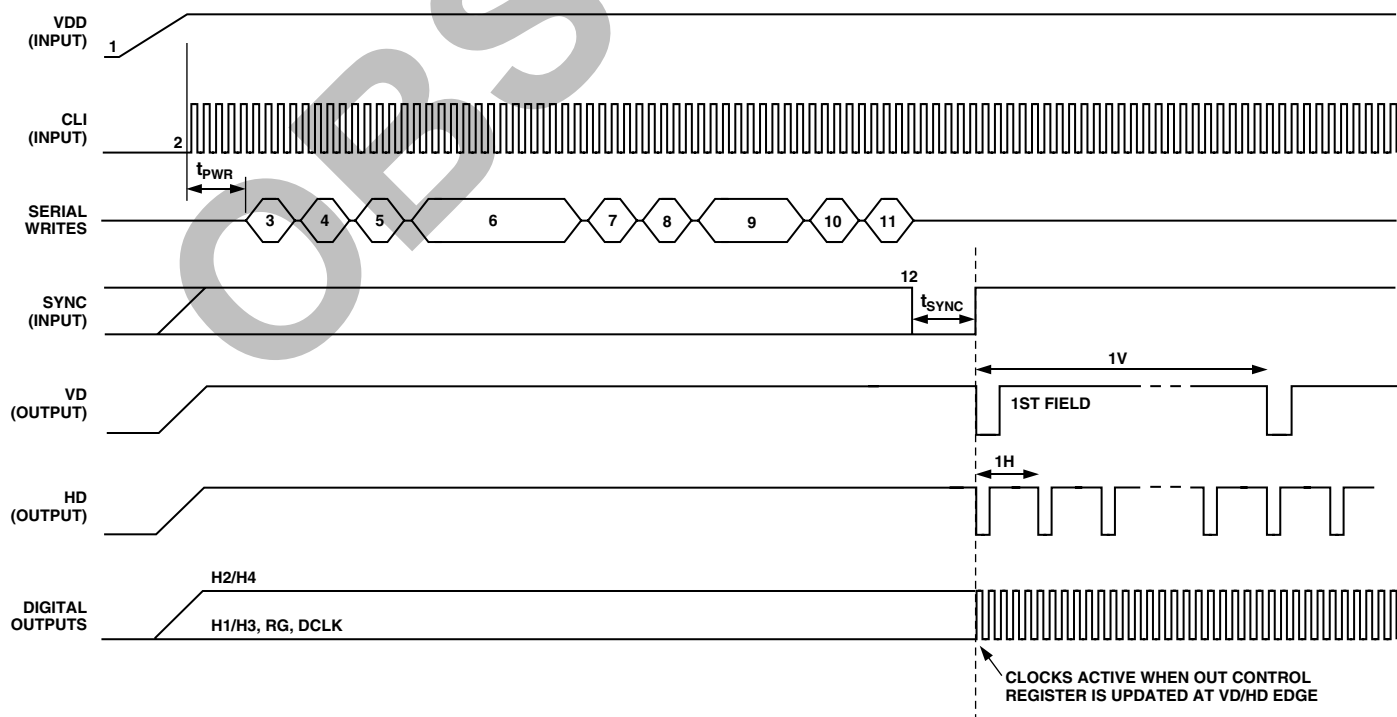 VDD
(INPUT)
1
CLI
(INPUT)
2
tPWR
SERIAL
WRITES
3 4 5 6 7 8 9 10 11
SYNC
(INPUT)
12
tSYNC
VD
(OUTPUT)
1V
1ST FIELD
HD
(OUTPUT)
1H
DIGITAL
OUTPUTS
H2/H4
H1/H3, RG, DCLK
CLOCKS ACTIVE WHEN OUT CONTROL
REGISTER IS UPDATED AT VD/HD EDGE
OBS